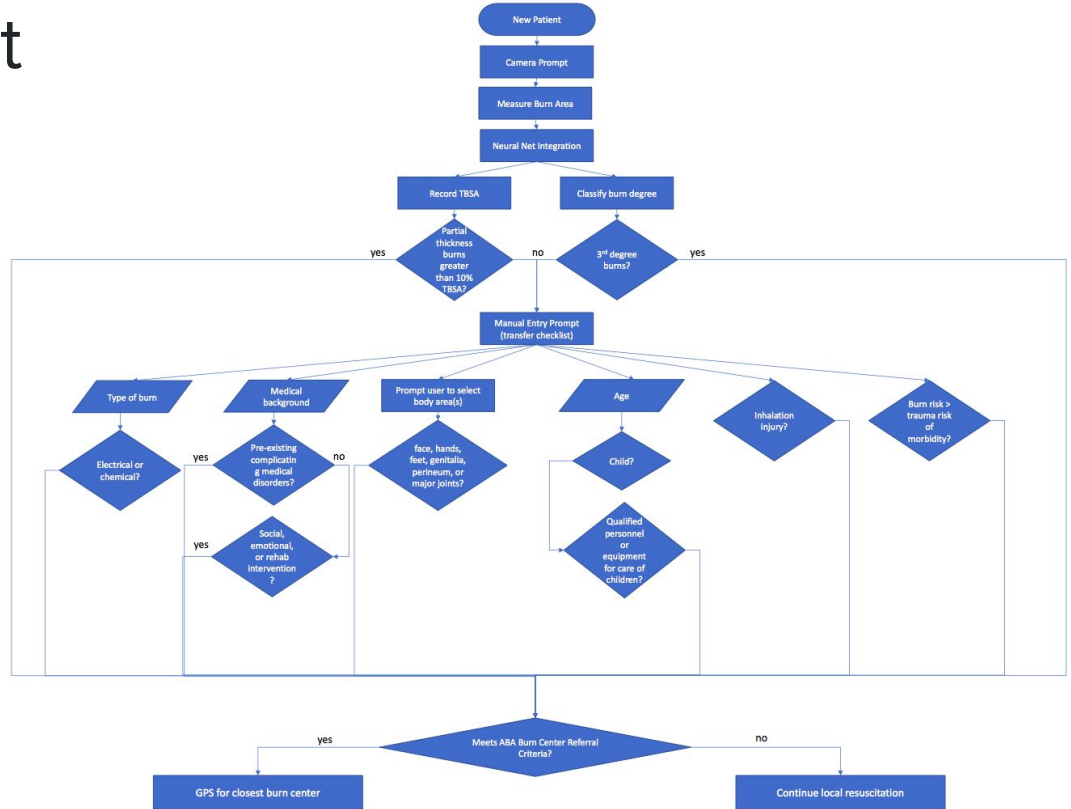 t
New Patient
Camera Prompt
Measure Burn Area
Neural Net Integration
Record TBSA
Classify burn degree
yes
Partial
thickness
burns
greater
than 10%
TBSA?
no
3rd degree
burns?
yes
Manual Entry Prompt
(transfer checklist)
Type of burn
Medical
background
Prompt user to select
body area(s)
Age
Inhalation
injury?
Burn risk >
trauma risk
of
morbidity?
Electrical or
chemical?
yes
Pre-existing
complicatin
g medical
disorders?
no
face, hands,
feet, genitalia,
perineum, or
major joints?
Child?
yes
Social,
emotional,
or rehab
intervention
?
Qualified
personnel
or
equipment
for care of
children?
yes
Meets ABA Burn Center Referral
Criteria?
no
GPS for closest burn center
Continue local resuscitation